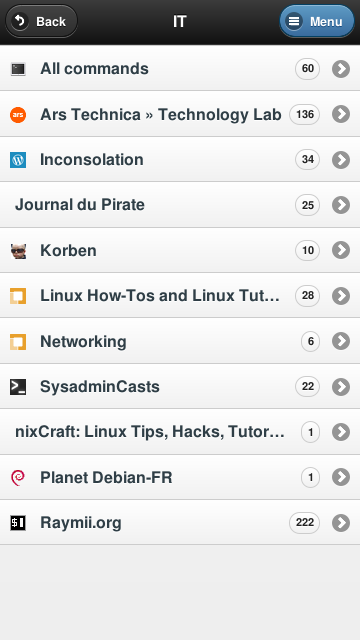 Back
IT
Menu
All commands 60
ars Ars Technica » Technology Lab 136
Inconsolation 34
Journal du Pirate 25
Korben 10
Linux How-Tos and Linux Tut... 28
Networking 6
SysadminCasts 22
nixCraft: Linux Tips, Hacks, Tutor... 1
Planet Debian-FR 1
$1 Raymii.org 222